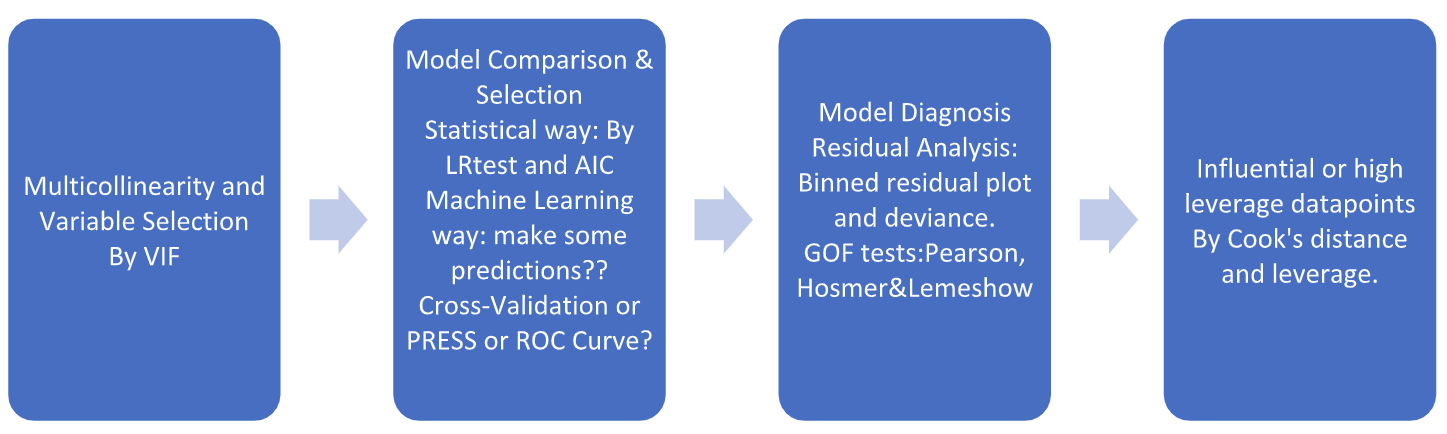 Multicollinearity and
Variable Selection
By VIF
Model Comparison &
Selection
Statistical way: By
LRtest and AIC
Machine Learning
way: make some
predictions??
Cross-Validation or
PRESS or ROC Curve?
Model Diagnosis
Residual Analysis:
Binned residual plot
and deviance.
GOF tests:Pearson,
Hosmer&Lemeshow
Influential or high
leverage datapoints
By Cook's distance
and leverage.